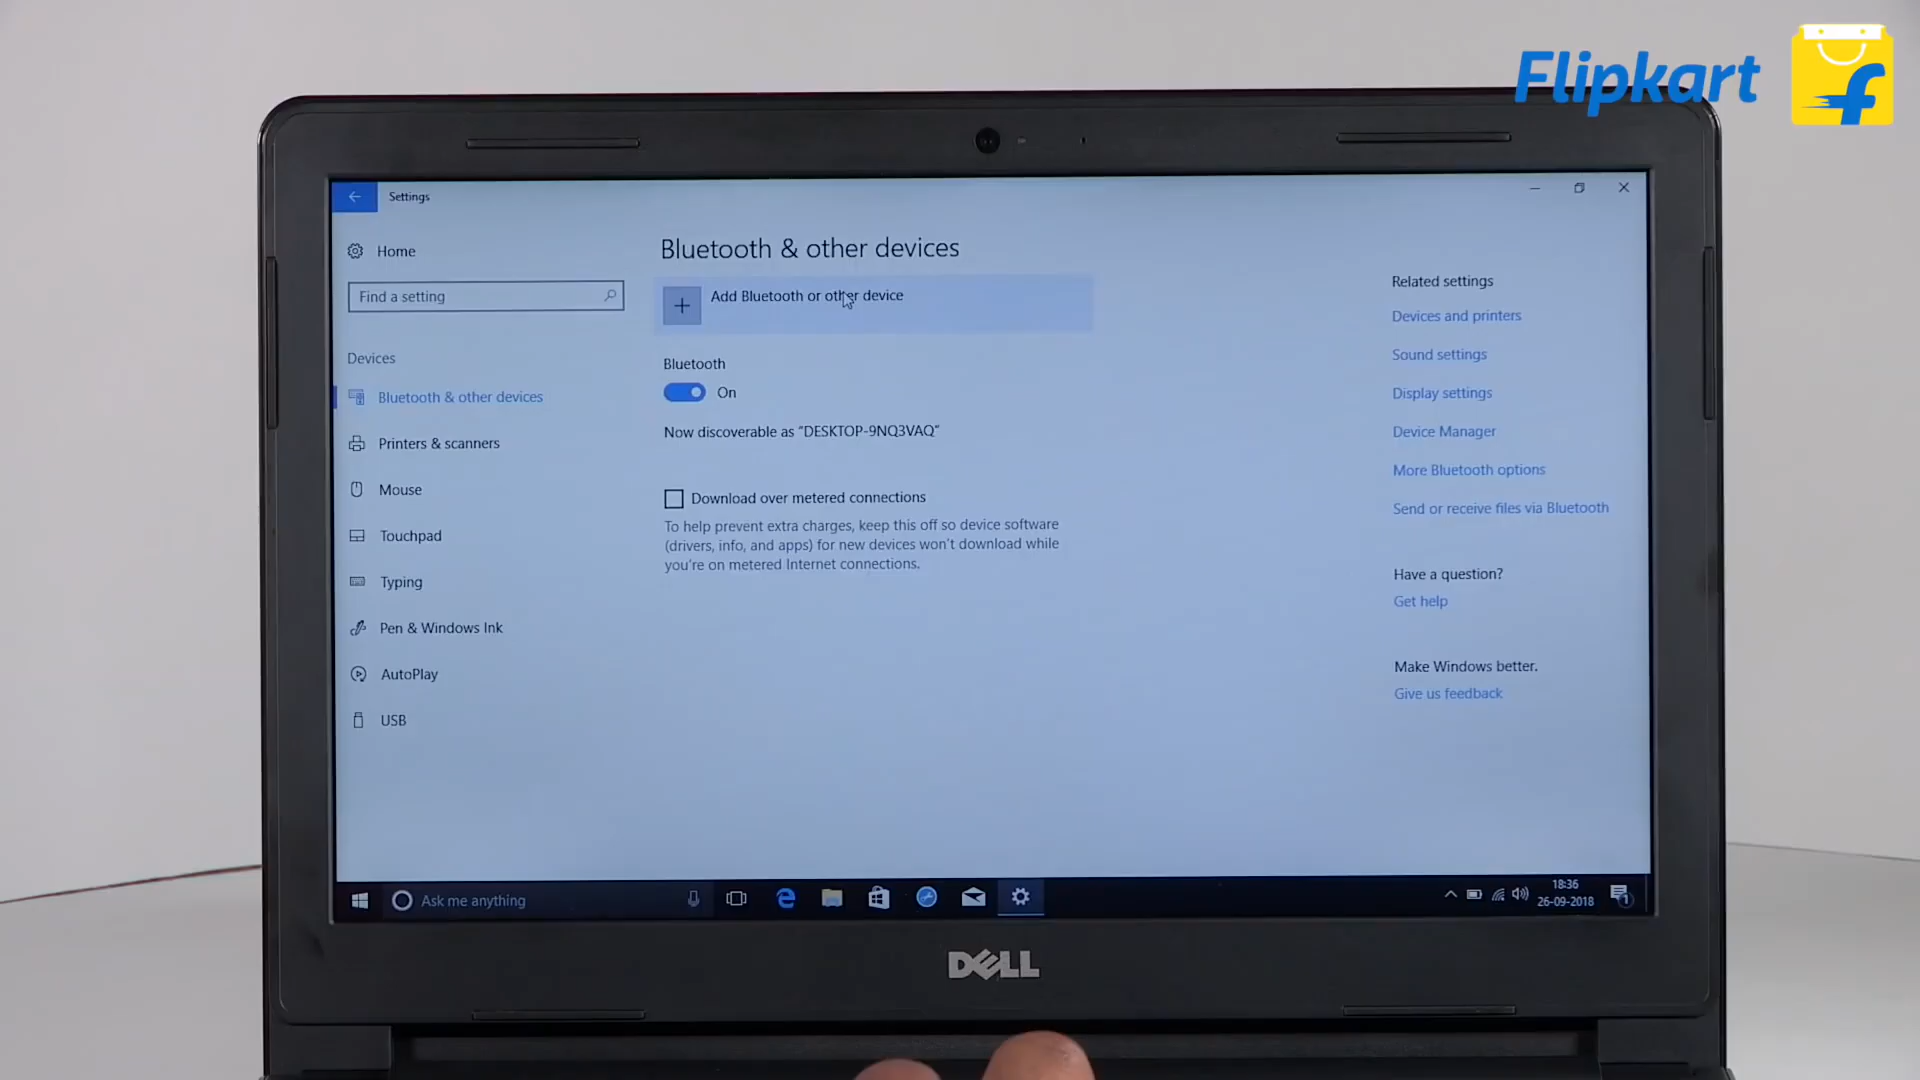 Flipkart
Settings
Home
Find a setting
Devices
Bluetooth & other devices
Printers & scanners
Mouse
Touchpad
Typing
Pen & Windows Ink
AutoPlay
USB
Bluetooth & other devices
Add Bluetooth or other device
Bluetooth
On
Now discoverable as "DESKTOP-9NQ3VAQ"
Download over metered connections
To help prevent extra charges, keep this off so device software
(drivers, info, and apps) for new devices won't download while
you're on metered Internet connections.
Related settings
Devices and printers
Sound settings
Display settings
Device Manager
More Bluetooth options
Send or receive files via Bluetooth
Have a question?
Get help
Make Windows better.
Give us feedback
Ask me anything
18:36
26-09-2018
1
DELL